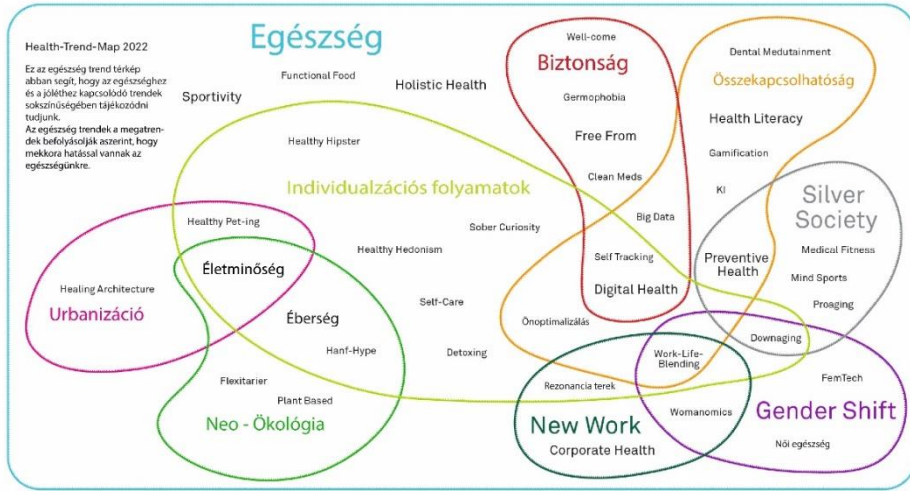 Egészség
Health-Trend-Map 2022
Ez az egészség trend térkép
abban segít, hogy az egészséghez
és a jóléthez kapcsolódó trendek
sokszínűségében tájékozódni
tudjunk.
Az egészség trendek a megatren-
dek befolyásolják aszerint, hogy
mekkora hatással vannak az
egészségünkre.
Sportivity
Functional Food
Holistic Health
Healthy Hipster
Individualzációs folyamatok
Well-come
Biztonság
Germophobia
Free From
Clean Meds
Big Data
Self Tracking
Digital Health
Dental Medutainment
Összekapcsolhatóság
Health Literacy
Gamification
KI
Silver
Society
Medical Fitness
Preventive
Health
Mind Sports
Proaging
Downaging
Healthy Pet-ing
Életminőség
Healing Architecture
Urbanizáció
Éberség
Hanf-Hype
Flexitarier
Plant Based
Neo - Ökológia
Sober Curiosity
Healthy Hedonism
Self-Care
Detoxing
Önoptimalizálás
Work-Life-
Blending
Rezonancia terek
Womanomics
New Work
Corporate Health
FemTech
Gender Shift
Női egészség